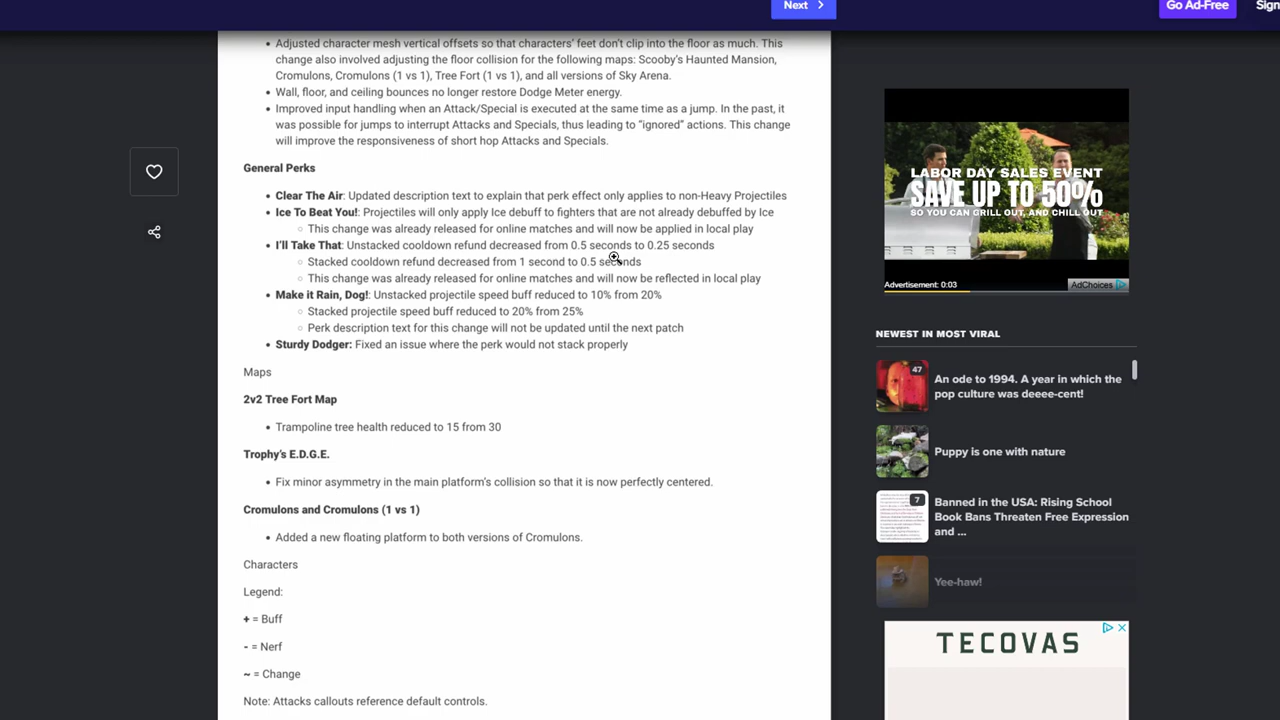 Next
Go Ad-Free
Sign
Adjusted character mesh vertical offsets so that characters' feet don't clip into the floor as much. This
change also involved adjusting the floor collision for the following maps: Scooby's Haunted Mansion,
Cromulons, Cromulons (1 vs 1), Tree Fort (1 vs 1), and all versions of Sky Arena.
Wall, floor, and ceiling bounces no longer restore Dodge Meter energy.
Improved input handling when an Attack/Special is executed at the same time as a jump. In the past, it
was possible for jumps to interrupt Attacks and Specials, thus leading to “ignored” actions. This change
will improve the responsiveness of short hop Attacks and Specials.
General Perks
Clear The Air: Updated description text to explain that perk effect only applies to non-Heavy Projectiles
Ice To Beat You!: Projectiles will only apply Ice debuff to fighters that are not already debuffed by Ice
This change was already released for online matches and will now be applied in local play
I'll Take That: Unstacked cooldown refund decreased from 0.5 seconds to 0.25 seconds
Stacked cooldown refund decreased from 1 second to 0.5 seconds
This change was already released for online matches and will now be reflected in local play
Make it Rain, Dog!: Unstacked projectile speed buff reduced to 10% from 20%
Stacked projectile speed buff reduced to 20% from 25%
Perk description text for this change will not be updated until the next patch
Sturdy Dodger: Fixed an issue where the perk would not stack properly
Maps
2v2 Tree Fort Map
Trampoline tree health reduced to 15 from 30
Trophy's E.D.G.E.
Fix minor asymmetry in the main platform's collision so that it is now perfectly centered.
Cromulons and Cromulons (1 vs 1)
Added a new floating platform to both versions of Cromulons.
Characters
Legend:
+ = Buff
- = Nerf
~ = Change
Note: Attacks callouts reference default controls.
LABOR DAY SALES EVENT
SAVE UP TO 50%
SO YOU CAN GRILL OUT, AND CHILL OUT
Advertisement: 0:03
AdChoices
NEWEST IN MOST VIRAL
47
An ode to 1994. A year in which the
pop culture was deeee-cent!
Puppy is one with nature
7
Banned in the USA: Rising School
Book Bans Threaten Free Expression
and ...
Yee-haw!
TECOVAS